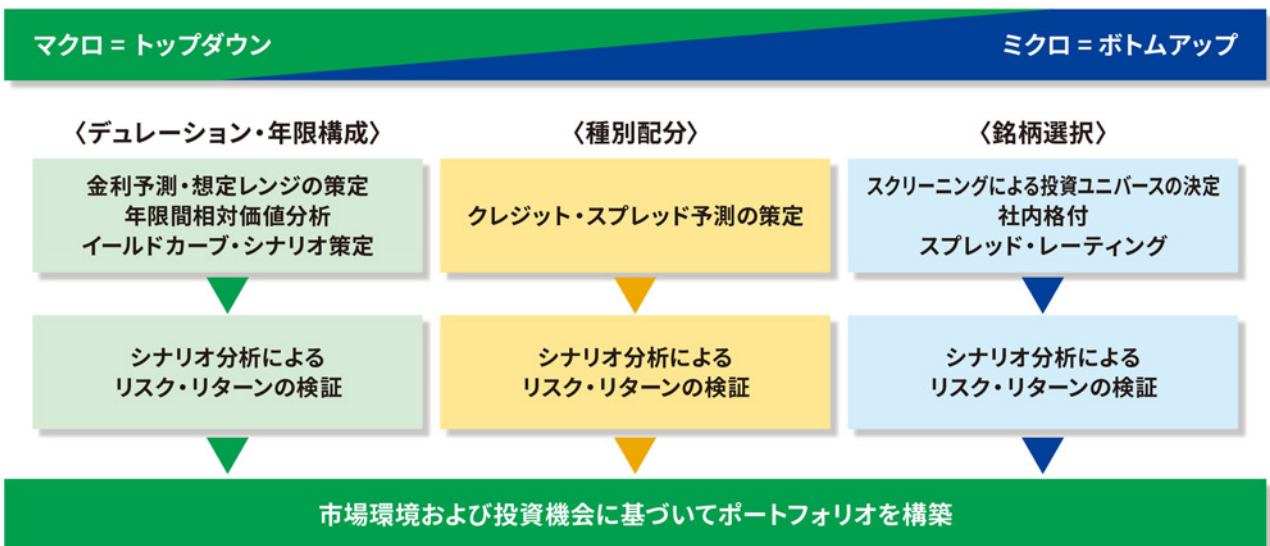 マクロ = トップダウン
ミクロ = ボトムアップ
〈デュレーション・年限構成〉
金利予測・想定レンジの策定
年限間相対価値分析
イールドカーブ・シナリオ策定
シナリオ分析による
リスク・リターンの検証
〈種別配分〉
クレジット・スプレッド予測の策定
シナリオ分析による
リスク・リターンの検証
〈銘柄選択〉
スクリーニングによる投資ユニバースの決定
社内格付
スプレッド・レーティング
シナリオ分析による
リスク・リターンの検証
市場環境および投資機会に基づいてポートフォリオを構築